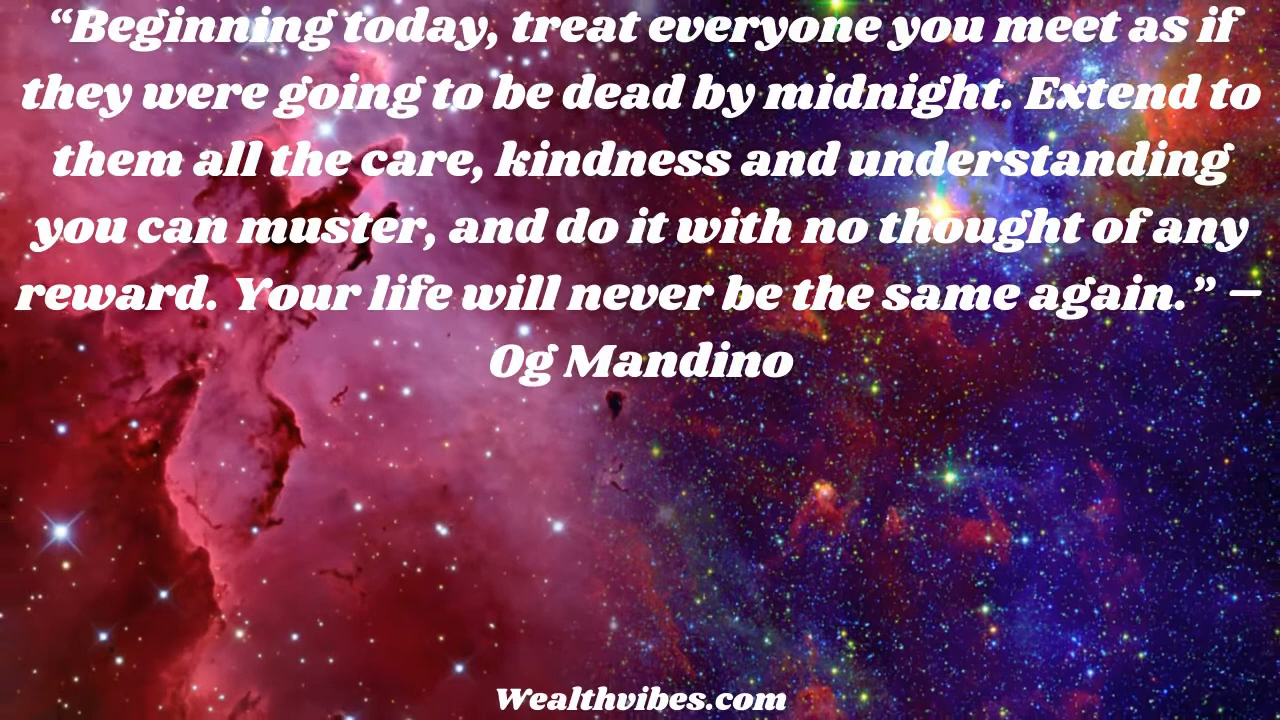 “Beginning today, treat everyone you meet as if
they were going to be dead by midnight. Extend to
them all the care, kindness and understanding
you can muster, and do it with no thought of any
reward. Your life will never be the same again.” –
Og Mandino
Wealthvibes.com